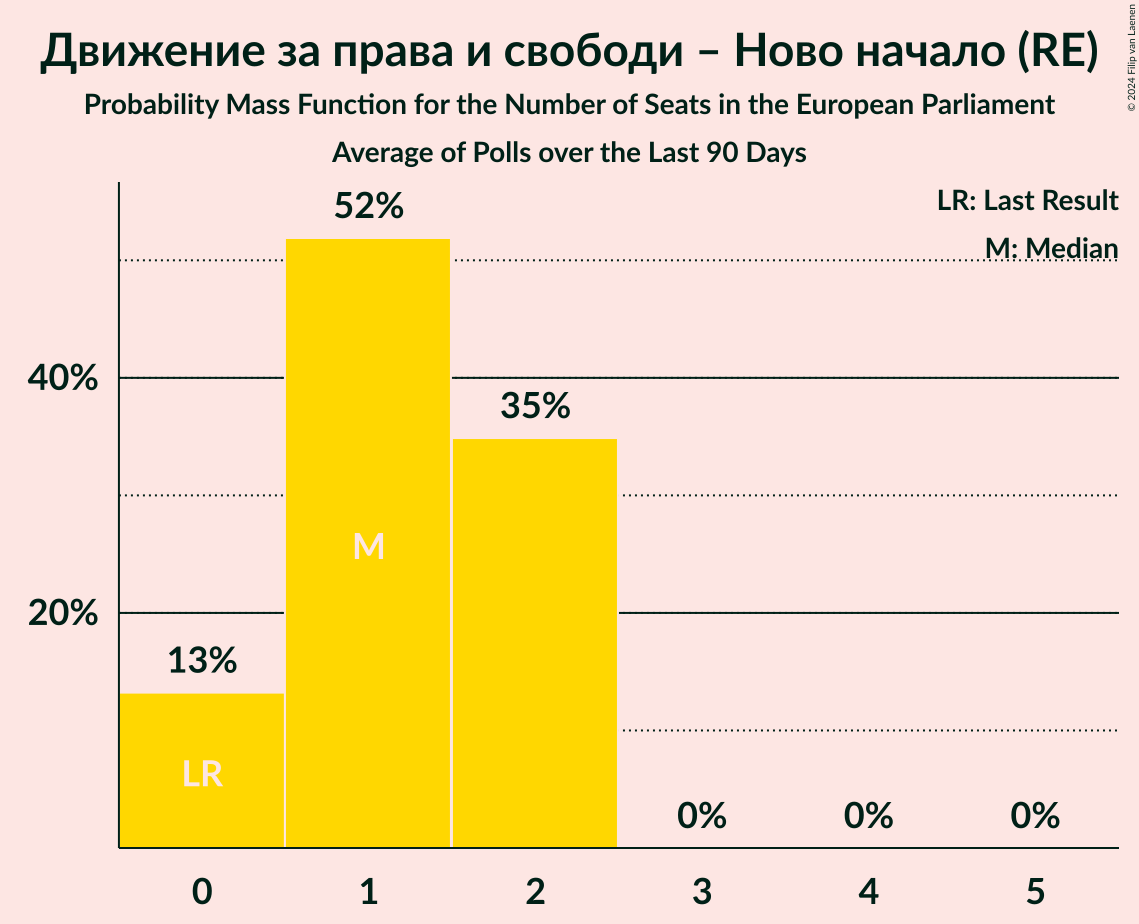 Движение за права и свободи – Ново начало (RE)
Probability Mass Function for the Number of Seats in the European Parliament
Average of Polls over the Last 90 Days
© 2024 Filip van Laenen
LR: Last Result
M: Median
52%
40%
35%
M
20%
13%
LR
0%
0%
0%
0
1
2
3
4
5